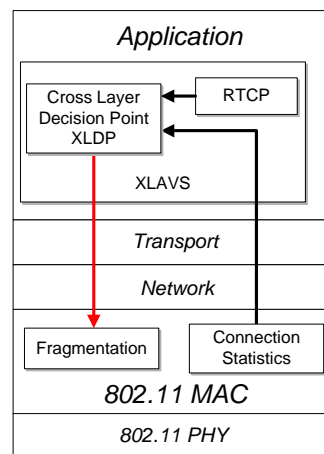 Application
Cross Layer
Decision Point
XLDP
RTCP
XLAVS
Transport
Network
Fragmentation
Connection
Statistics
802.11 MAC
802.11 PHY